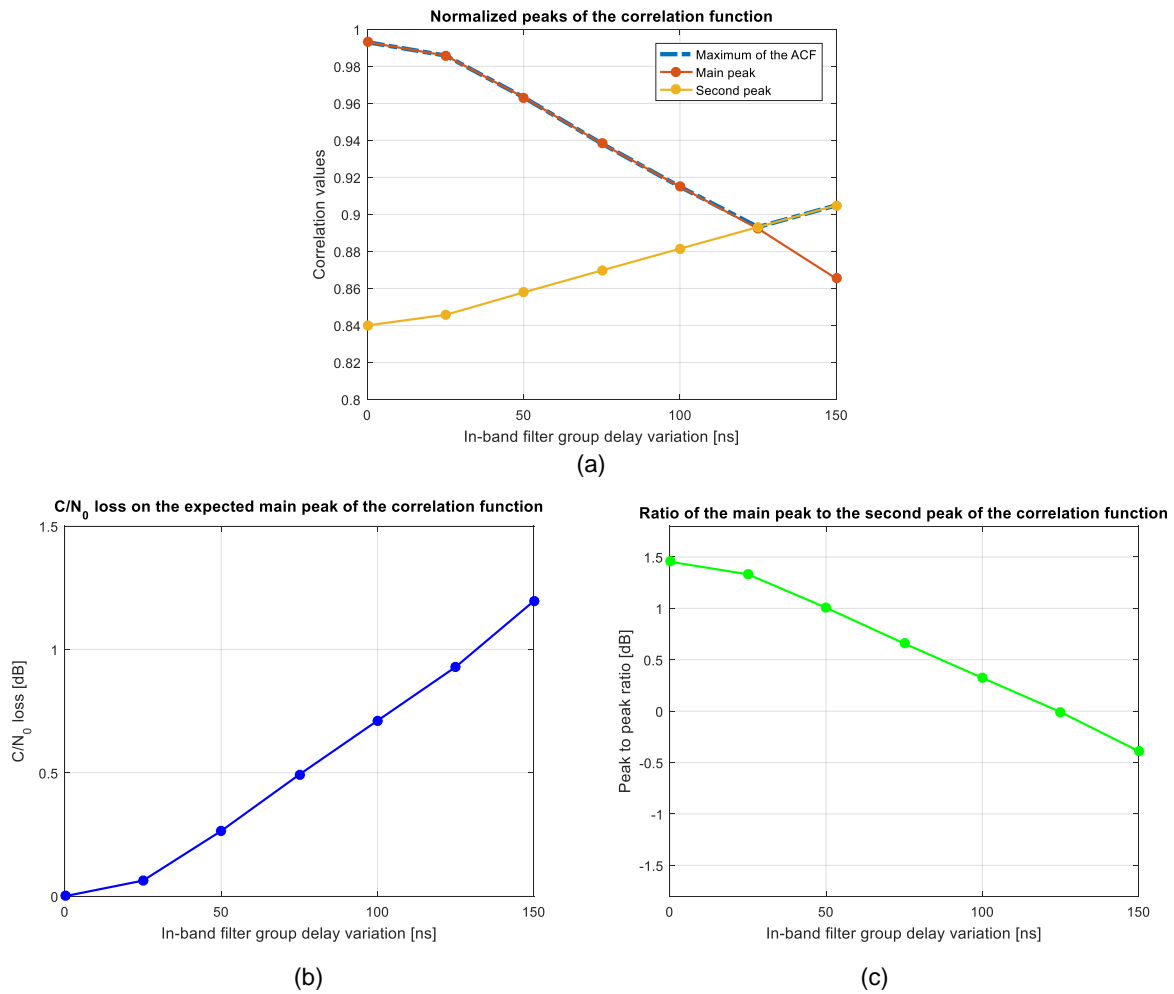 Normalized peaks of the correlation function
1
0.98
0.96
0.94
0.92
0.9
0.88
0.86
0.84
0.82
0.8
Correlation values
Maximum of the ACF
Main peak
Second peak
0 50 100 150
In-band filter group delay variation [ns]
(a)
C/N0 loss on the expected main peak of the correlation function
1.5
1
0.5
0
C/N0 loss [dB]
0 50 100 150
In-band filter group delay variation [ns]
(b)
Ratio of the main peak to the second peak of the correlation function
1.5
1
0.5
0
-0.5
-1
-1.5
Peak to peak ratio [dB]
0 50 100 150
In-band filter group delay variation [ns]
(c)